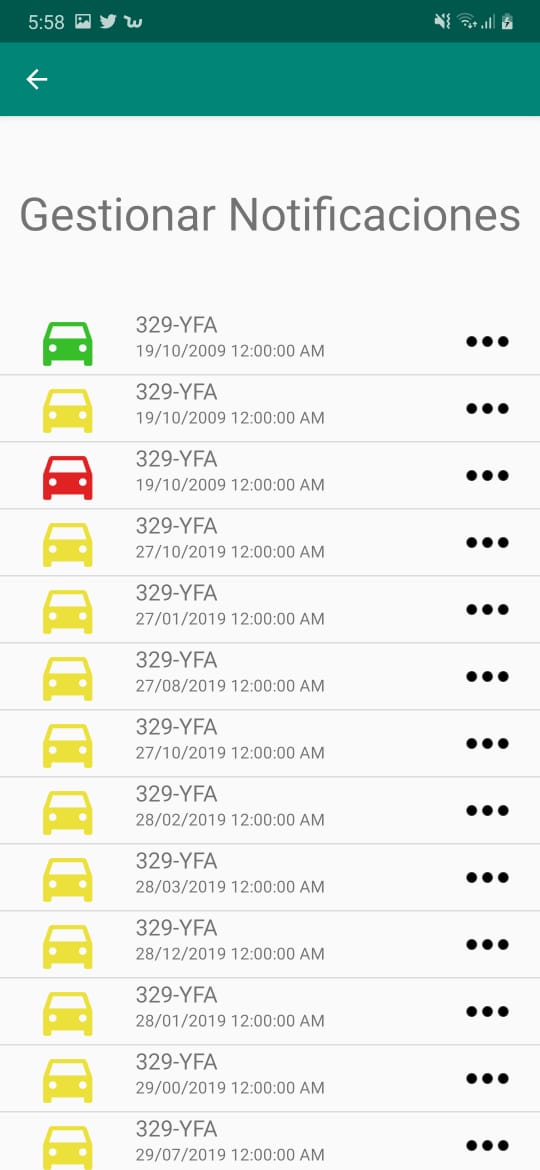 5:58
Gestionar Notificaciones
329-YFA
19/10/2009 12:00:00 AM
329-YFA
19/10/2009 12:00:00 AM
329-YFA
19/10/2009 12:00:00 AM
329-YFA
27/10/2019 12:00:00 AM
329-YFA
27/01/2019 12:00:00 AM
329-YFA
27/08/2019 12:00:00 AM
329-YFA
27/10/2019 12:00:00 AM
329-YFA
28/02/2019 12:00:00 AM
329-YFA
28/03/2019 12:00:00 AM
329-YFA
28/12/2019 12:00:00 AM
329-YFA
28/01/2019 12:00:00 AM
329-YFA
29/00/2019 12:00:00 AM
329-YFA
29/07/2019 12:00:00 AM